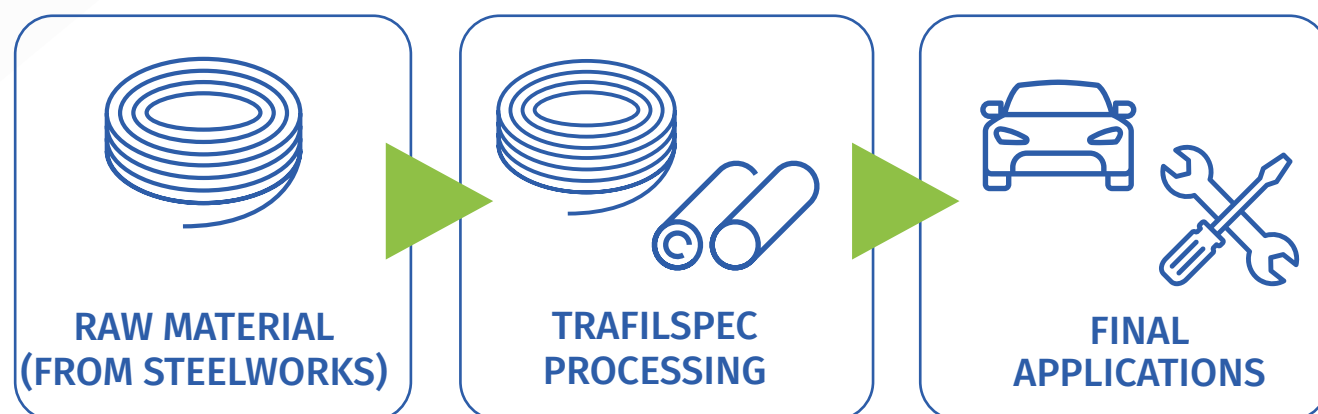 RAW MATERIAL
(FROM STEELWORKS)
TRAFILSPEC
PROCESSING
FINAL
APPLICATIONS